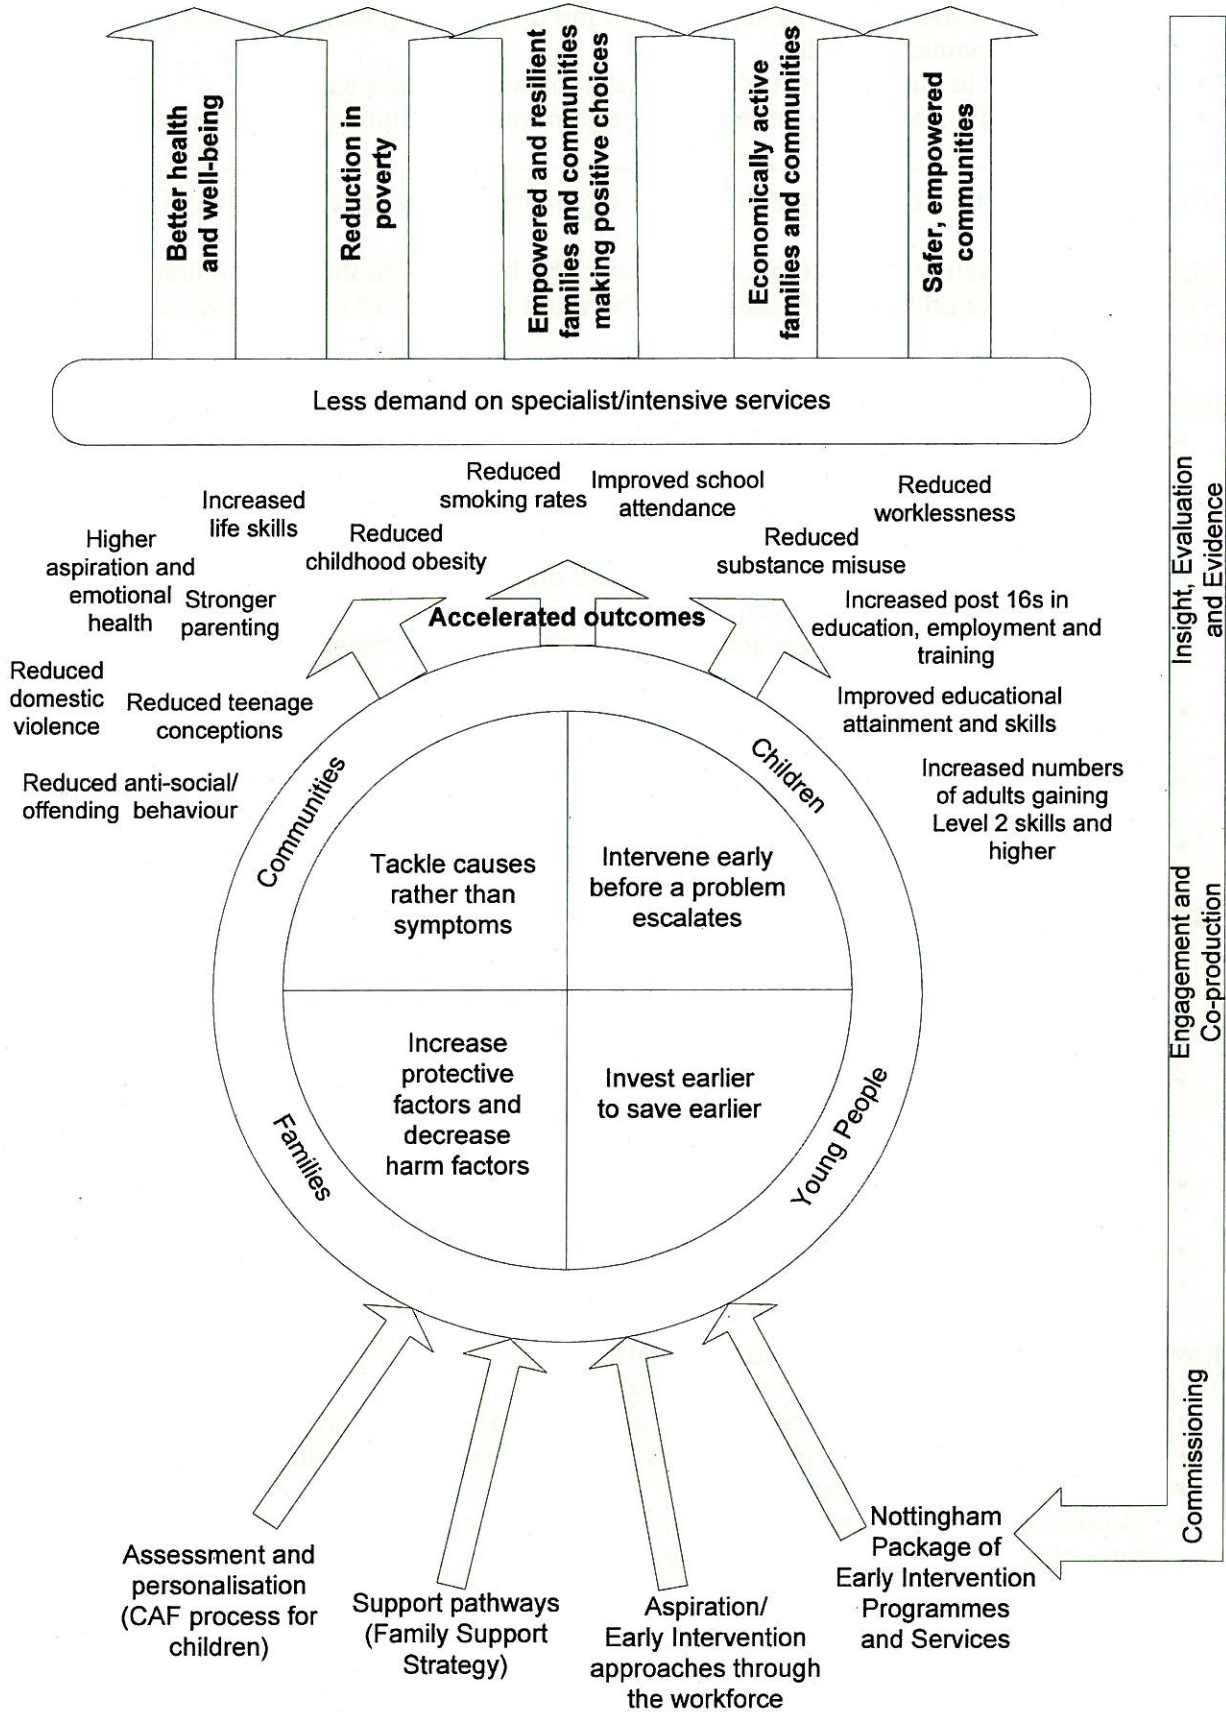 Better health
and well-being
Reduction in
poverty
Empowered and resilient
families and communities
making positive choices
Economically active
families and communities
Safer, empowered
communities
Less demand on specialist/intensive services
Reduced
smoking rates
Improved school
attendance
Reduced
worklessness
Increased
life skills
Reduced
childhood obesity
Reduced
substance misuse
Higher
aspiration and
emotional
health
Stronger
parenting
Accelerated outcomes
Increased post 16s in
education, employment and
training
Reduced
domestic
violence
Reduced teenage
conceptions
Improved educational
attainment and skills
Reduced anti-social/
offending behaviour
Increased numbers
of adults gaining
Level 2 skills and
higher
Communities
Children
Families
Young People
Tackle causes
rather than
symptoms
Intervene early
before a problem
escalates
Increase
protective
factors and
decrease
harm factors
Invest earlier
to save earlier
Assessment and
personalisation
(CAF process for
children)
Support pathways
(Family Support
Strategy)
Aspiration/
Early Intervention
approaches through
the workforce
Nottingham
Package of
Early Intervention
Programmes
and Services
Insight, Evaluation
and Evidence
Engagement and
Co-production
Commissioning